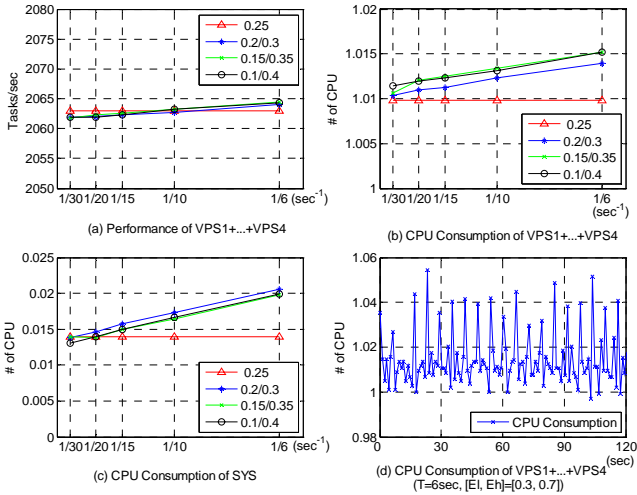 2080
2075
2070
2065
2060
2055
2050
Tasks/sec
0.25
0.2/0.3
0.15/0.35
0.1/0.4
1/30 1/20 1/15 1/10 1/6 (sec⁻¹)
(a) Performance of VPS1+...+VPS4
1.02
1.015
1.01
1.005
1
# of CPU
0.25
0.2/0.3
0.15/0.35
0.1/0.4
1/30 1/20 1/15 1/10 1/6
(sec⁻¹)
(b) CPU Consumption of VPS1+...+VPS4
0.025
0.02
0.015
0.01
0.005
0
# of CPU
0.25
0.2/0.3
0.15/0.35
0.1/0.4
1/30 1/20 1/15 1/10 1/6 (sec⁻¹)
(c) CPU Consumption of SYS
1.06
1.04
1.02
1
0.98
# of CPU
CPU Consumption
0 30 60 90 120
(sec)
(d) CPU Consumption of VPS1+...+VPS4
(T=6sec, [El, Eh]=[0.3, 0.7])